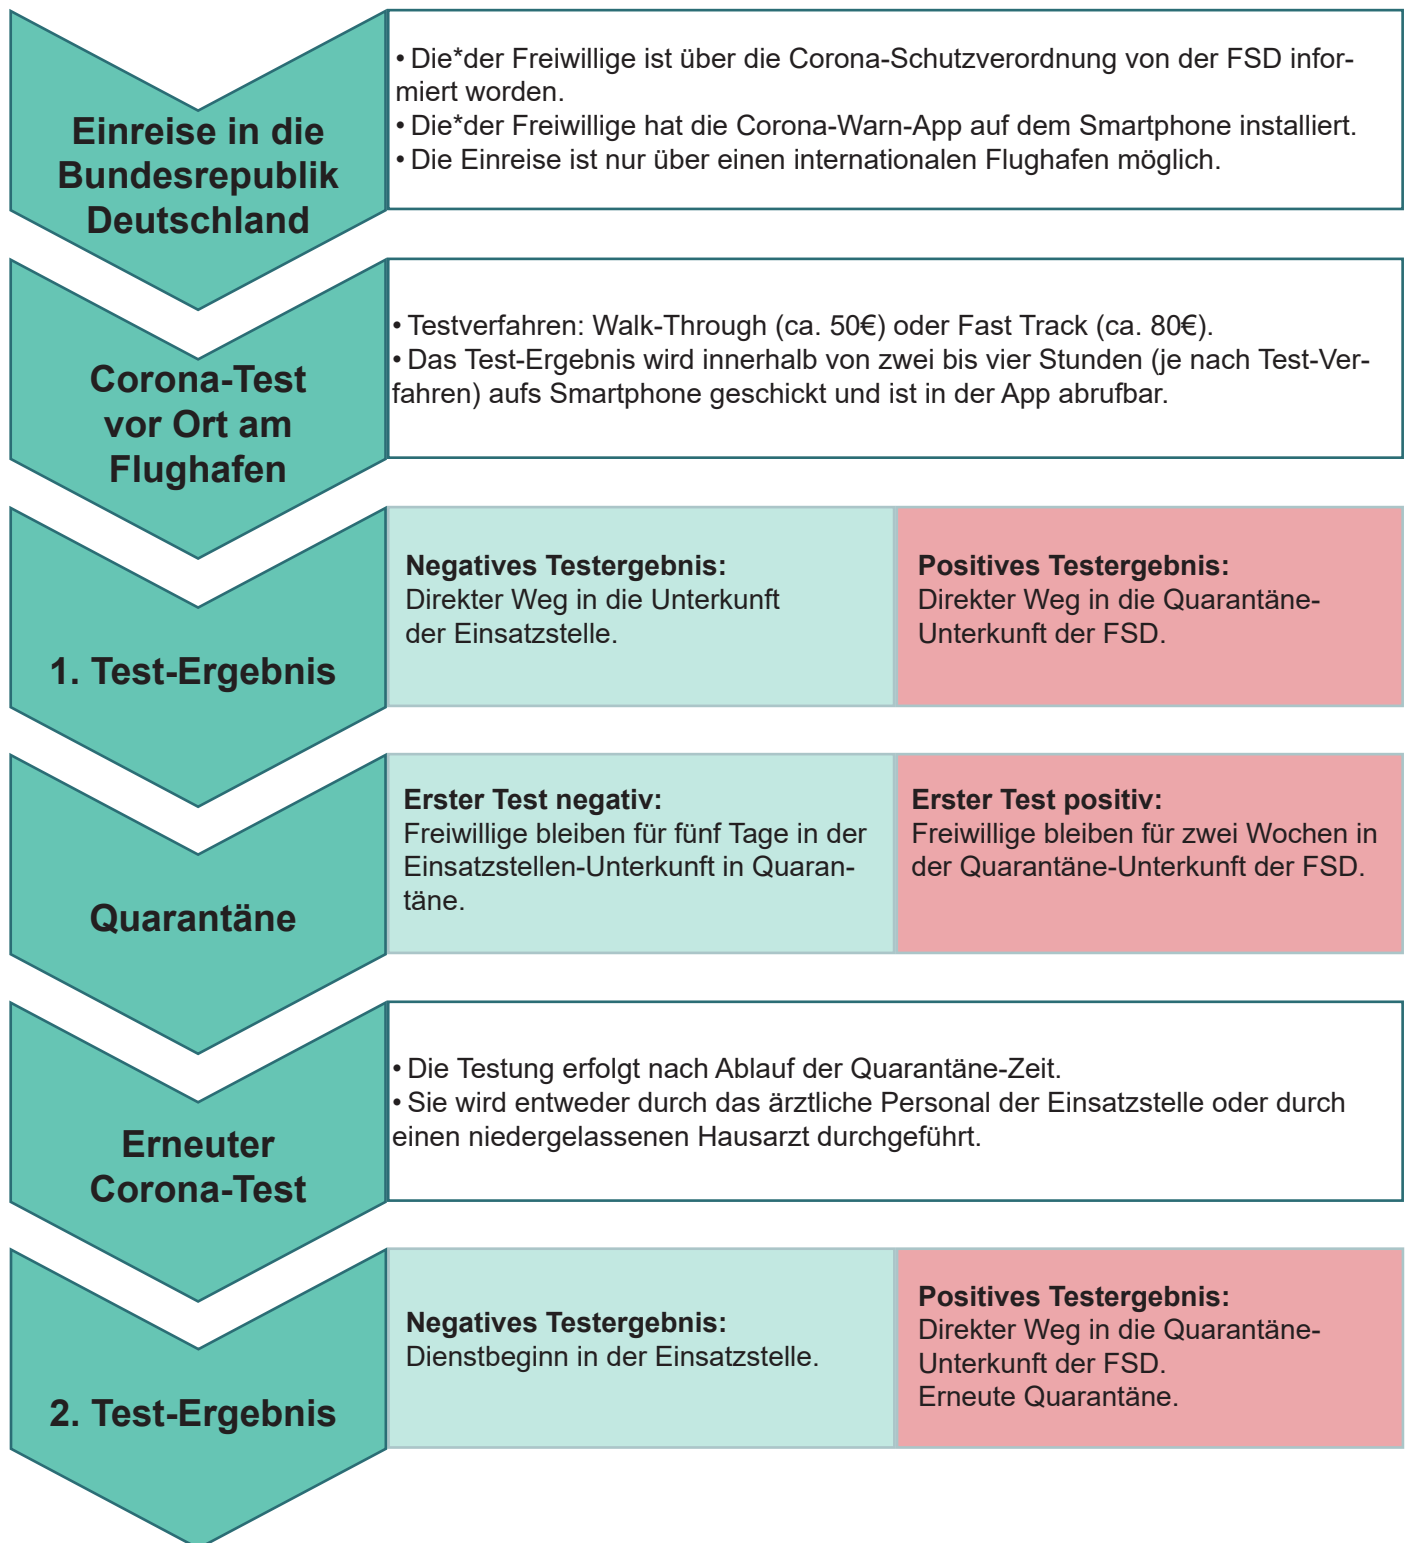 Einreise in die
Bundesrepublik
Deutschland
• Die*der Freiwillige ist über die Corona-Schutzverordnung von der FSD infor-
miert worden.
• Die*der Freiwillige hat die Corona-Warn-App auf dem Smartphone installiert.
• Die Einreise ist nur über einen internationalen Flughafen möglich.
Corona-Test
vor Ort am
Flughafen
• Testverfahren: Walk-Through (ca. 50€) oder Fast Track (ca. 80€).
• Das Test-Ergebnis wird innerhalb von zwei bis vier Stunden (je nach Test-Ver-
fahren) aufs Smartphone geschickt und ist in der App abrufbar.
1. Test-Ergebnis
Negatives Testergebnis:
Direkter Weg in die Unterkunft
der Einsatzstelle.
Positives Testergebnis:
Direkter Weg in die Quarantäne-
Unterkunft der FSD.
Quarantäne
Erster Test negativ:
Freiwillige bleiben für fünf Tage in der
Einsatzstellen-Unterkunft in Quaran-
täne.
Erster Test positiv:
Freiwillige bleiben für zwei Wochen in
der Quarantäne-Unterkunft der FSD.
Erneuter
Corona-Test
• Die Testung erfolgt nach Ablauf der Quarantäne-Zeit.
• Sie wird entweder durch das ärztliche Personal der Einsatzstelle oder durch
einen niedergelassenen Hausarzt durchgeführt.
2. Test-Ergebnis
Negatives Testergebnis:
Dienstbeginn in der Einsatzstelle.
Positives Testergebnis:
Direkter Weg in die Quarantäne-
Unterkunft der FSD.
Erneute Quarantäne.